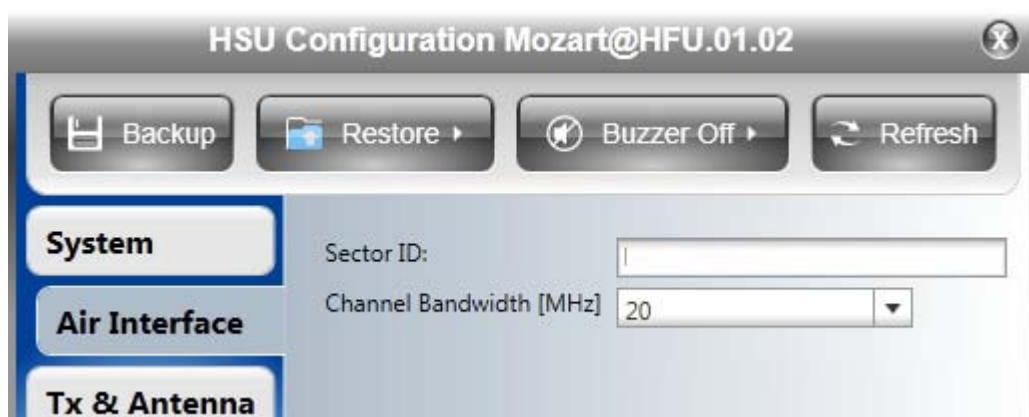 HSU Configuration Mozart@HFU.01.02
Backup Restore Buzzer Off Refresh
System
Sector ID:
Channel Bandwidth [MHz] 20
Air Interface
Tx & Antenna